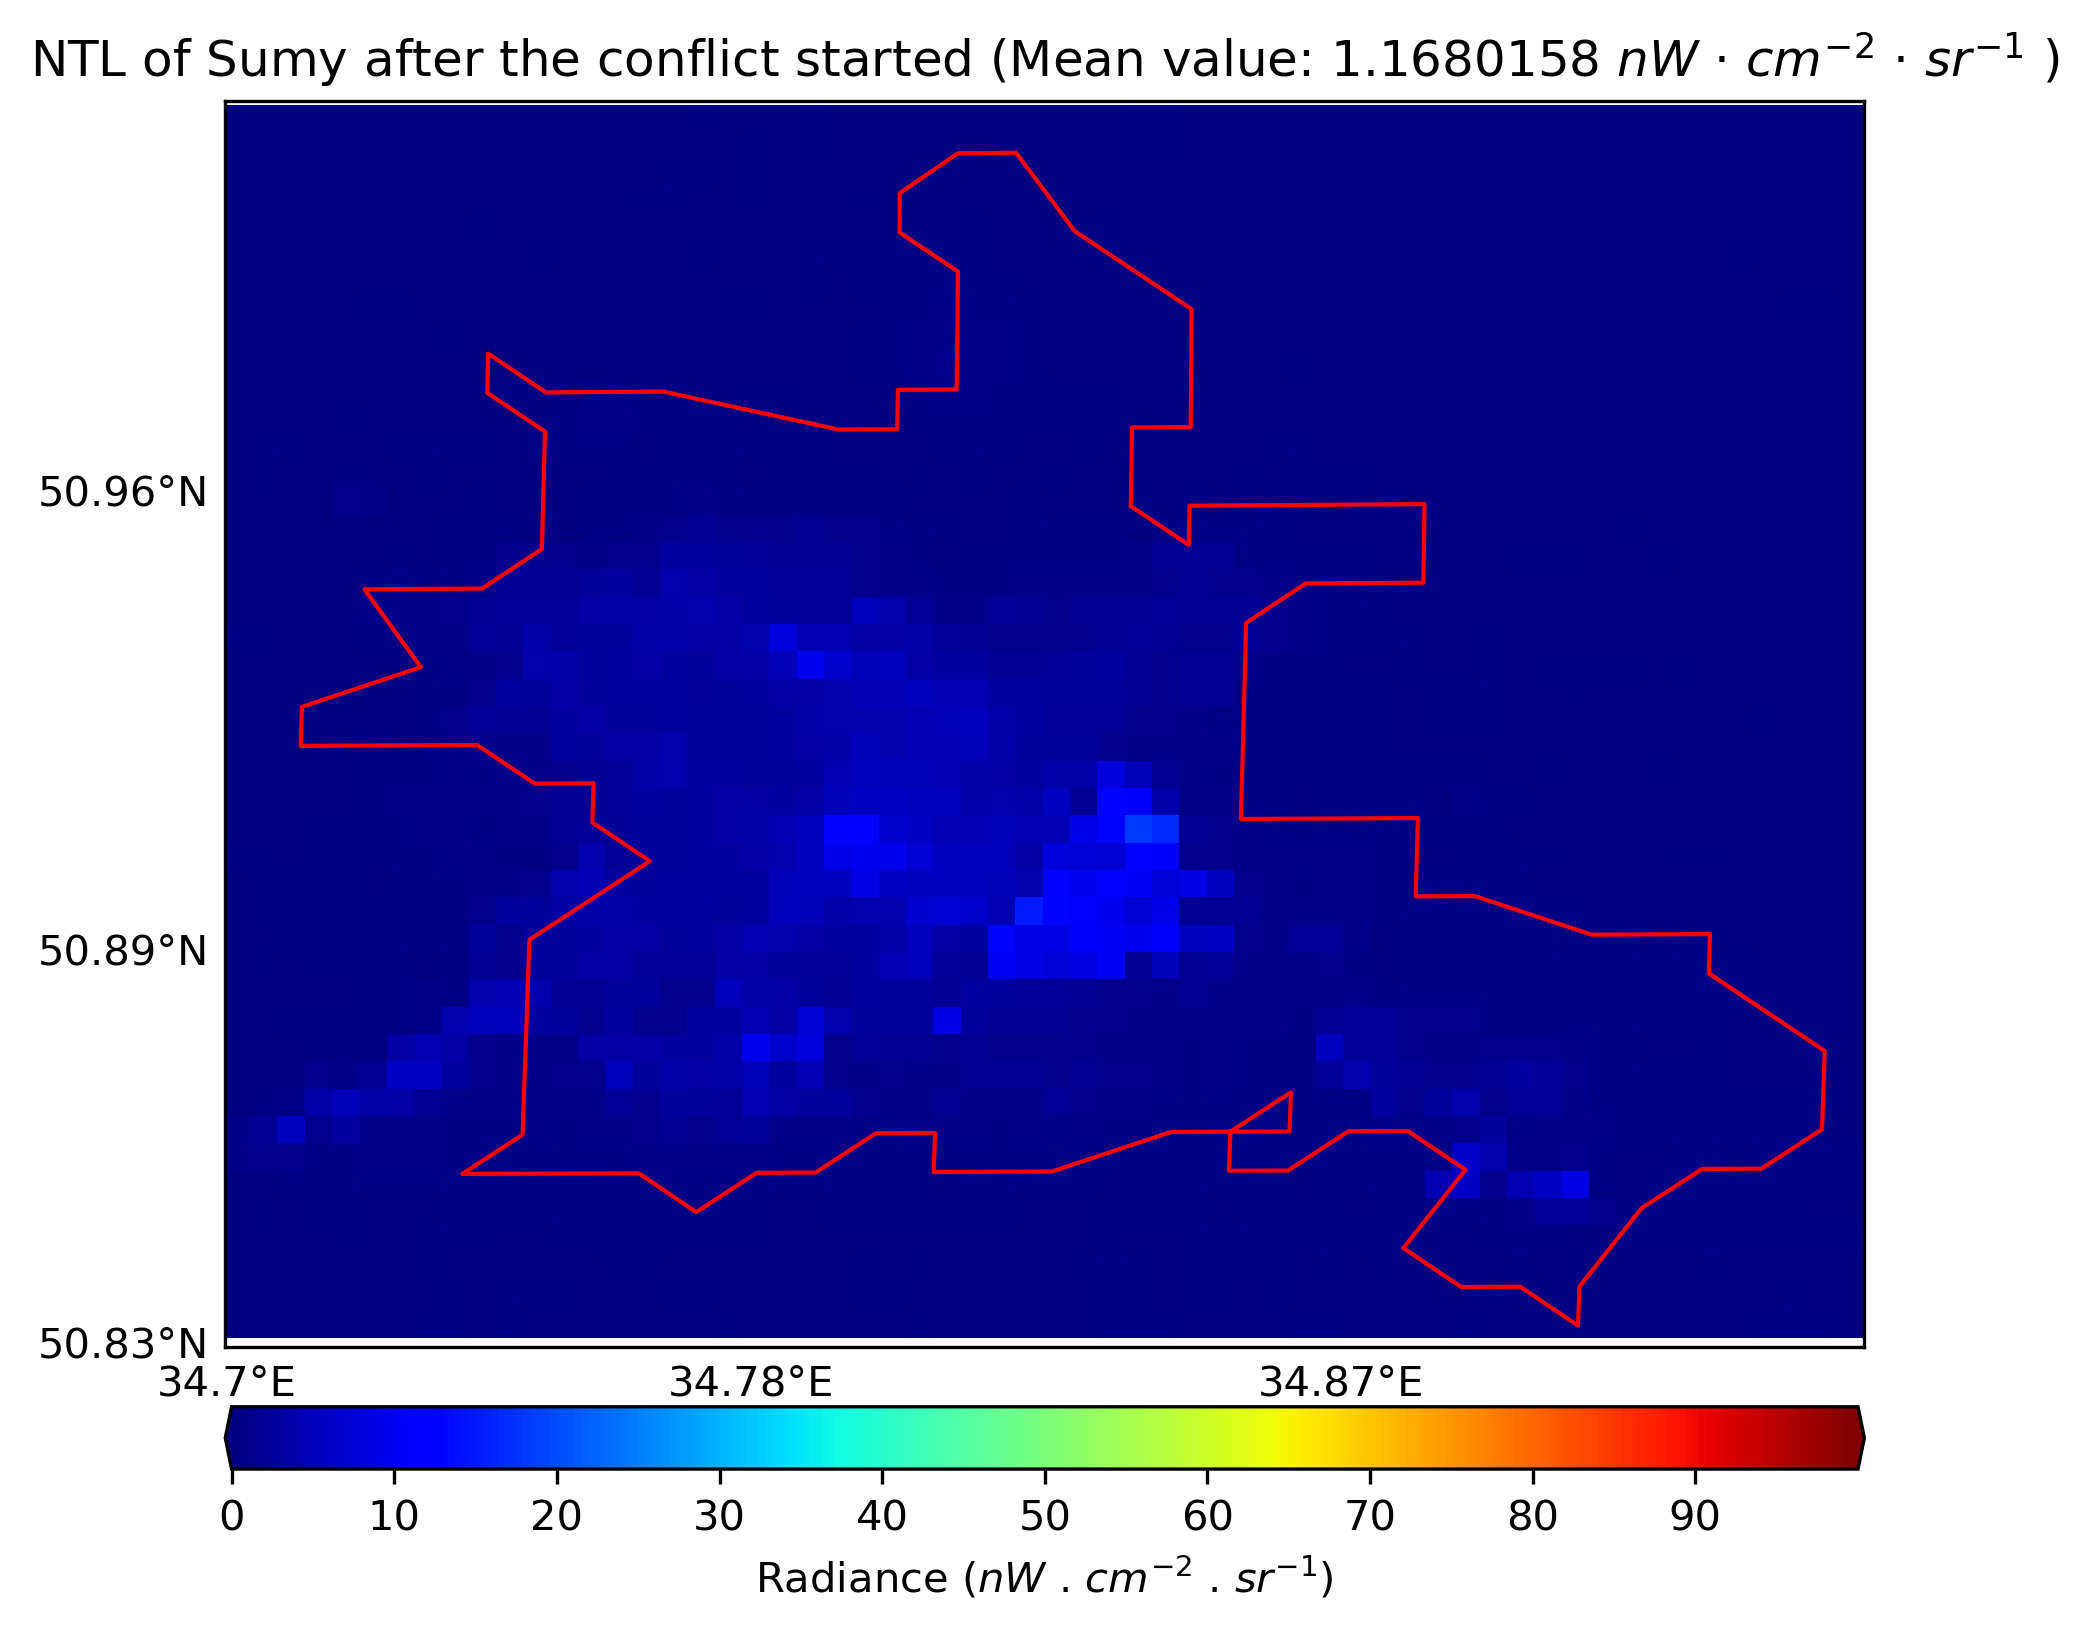 NTL of Sumy after the conflict started (Mean value: 1.1680158 nW · cm⁻² · sr⁻¹ )
50.96°N
50.89°N
50.83°N
34.7°E 34.78°E 34.87°E
0 10 20 30 40 50 60 70 80 90
Radiance (nW . cm⁻² . sr⁻¹)